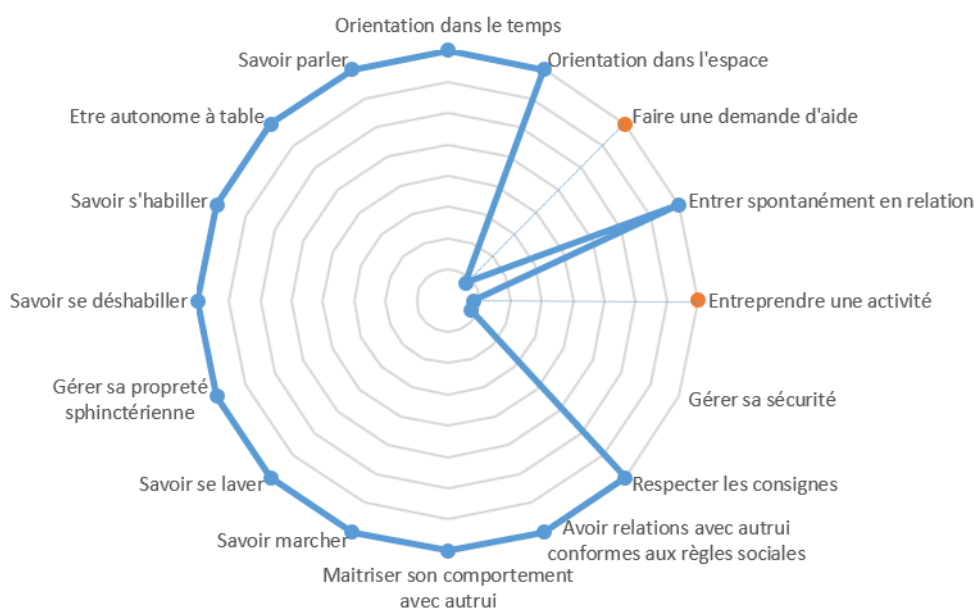 Orientation dans le temps
Orientation dans l'espace
Faire une demande d'aide
Entrer spontanément en relation
Entreprendre une activité
Gérer sa sécurité
Respecter les consignes
Avoir relations avec autrui
conformes aux règles sociales
Maitriser son comportement
avec autrui
Savoir marcher
Savoir se laver
Gérer sa propreté
sphinctérienne
Savoir se déshabiller
Savoir s'habiller
Etre autonome à table
Savoir parler